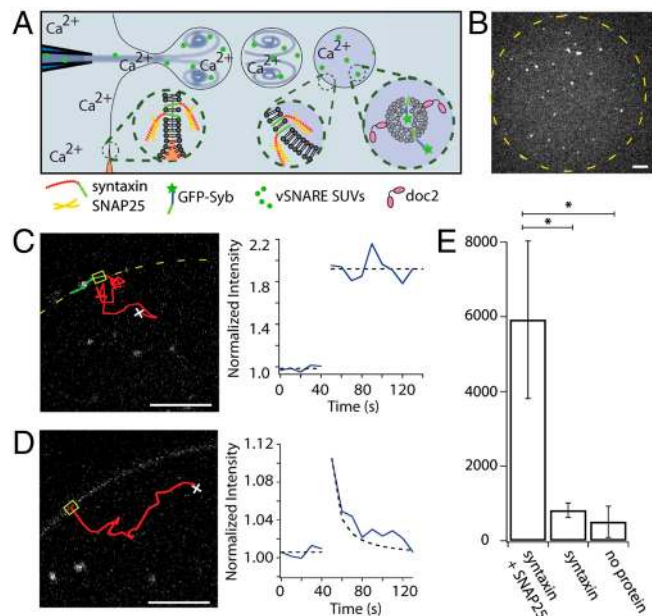 A
Ca2+
Ca2+
Ca2+
Ca2+
Ca2+
Ca2+
Ca2+
syntaxin
SNAP25
GFP-Syb
vSNARE SUVs
doc2
B
C
Normalized Intensity
2.2
1.8
1.4
1.0
0 40 80 120
Time (s)
D
Normalized Intensity
1.12
1.08
1.04
1.00
0 40 80 120
Time (s)
E
*
*
8000
6000
4000
2000
0
syntaxin
+ SNAP25
syntaxin
no protein